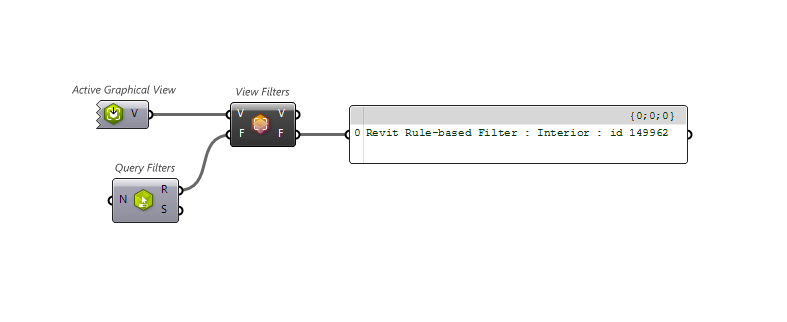 Active Graphical View
V
View Filters
V V
F F
{0;0;0}
0 Revit Rule-based Filter : Interior : id 149962
Query Filters
N R
S